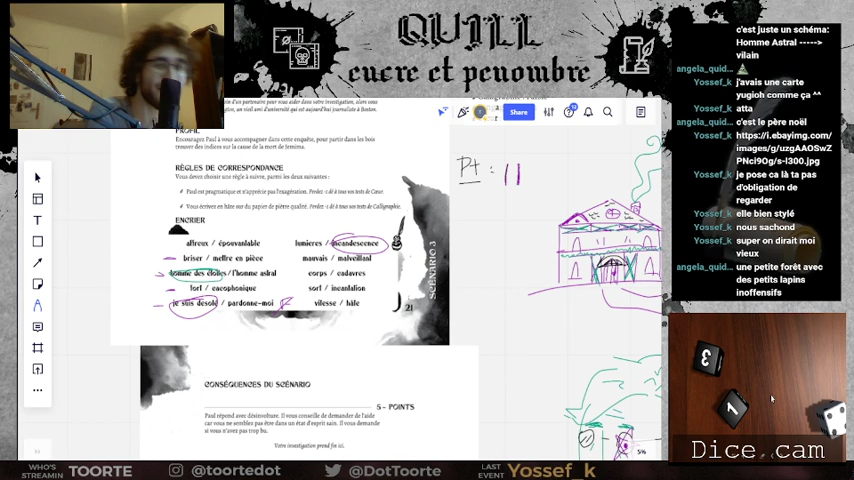 QUILL
encre et penombre
Share
Pt : 11
PROFIL
Encouragez Paul à vous accompagner dans cette enquête, pour partir dans les bois
trouver des indices sur la cause de la mort de Jemima.
RÈGLES DE CORRESPONDANCE
Vous devez choisir une règle à suivre, parmi les deux suivantes :
Paul est pragmatique et n'apprécie pas l'exagération. Perdez -1 dé à tous vos tests de Cœur.
Vous écrivez en hâte sur du papier de piètre qualité. Perdez -1 dé à tous vos tests de Calligraphie.
ENCRIER
affreux / épouvantable
lumières / incandescence
briser / mettre en pièce
mauvais / malveillant
homme des étoiles / l'homme astral
corps / cadavres
fort / cacophonique
sort / incantation
je suis désolé / pardonne-moi
vitesse / hâte
SCÉNARIO 3
21
CONSÉQUENCES DU SCÉNARIO
5 - POINTS
Paul répond avec désinvolture. Il vous conseille de demander de l'aide
car vous ne semblez pas être dans un état d'esprit sain. Il vous demande
si vous n'avez pas trop bu.
Votre investigation prend fin ici.
5%
c'est juste un schéma:
Homme Astral ----->
vilain
angela_quid...
Yossef_k j'avais une carte
yugioh comme ça ^^
Yossef_k atta
angela_quid... c'est le père noël
Yossef_k
https://i.ebayimg.com/
images/g/uzgAAOSwZ
PNci9Og/s-l300.jpg
Yossef_k je pose ca là ta pas
d'obligation de
regarder
Yossef_k elle bien stylé
Yossef_k nous sachond
Yossef_k super on dirait moi
vieux
angela_quid... une petite forêt avec
des petits lapins
inoffensifs
3
1
Dice.cam
WHO'S
STREAMIN
TOORTE
@toortedot
@DotToorte
LAST
EVENT
Yossef_k